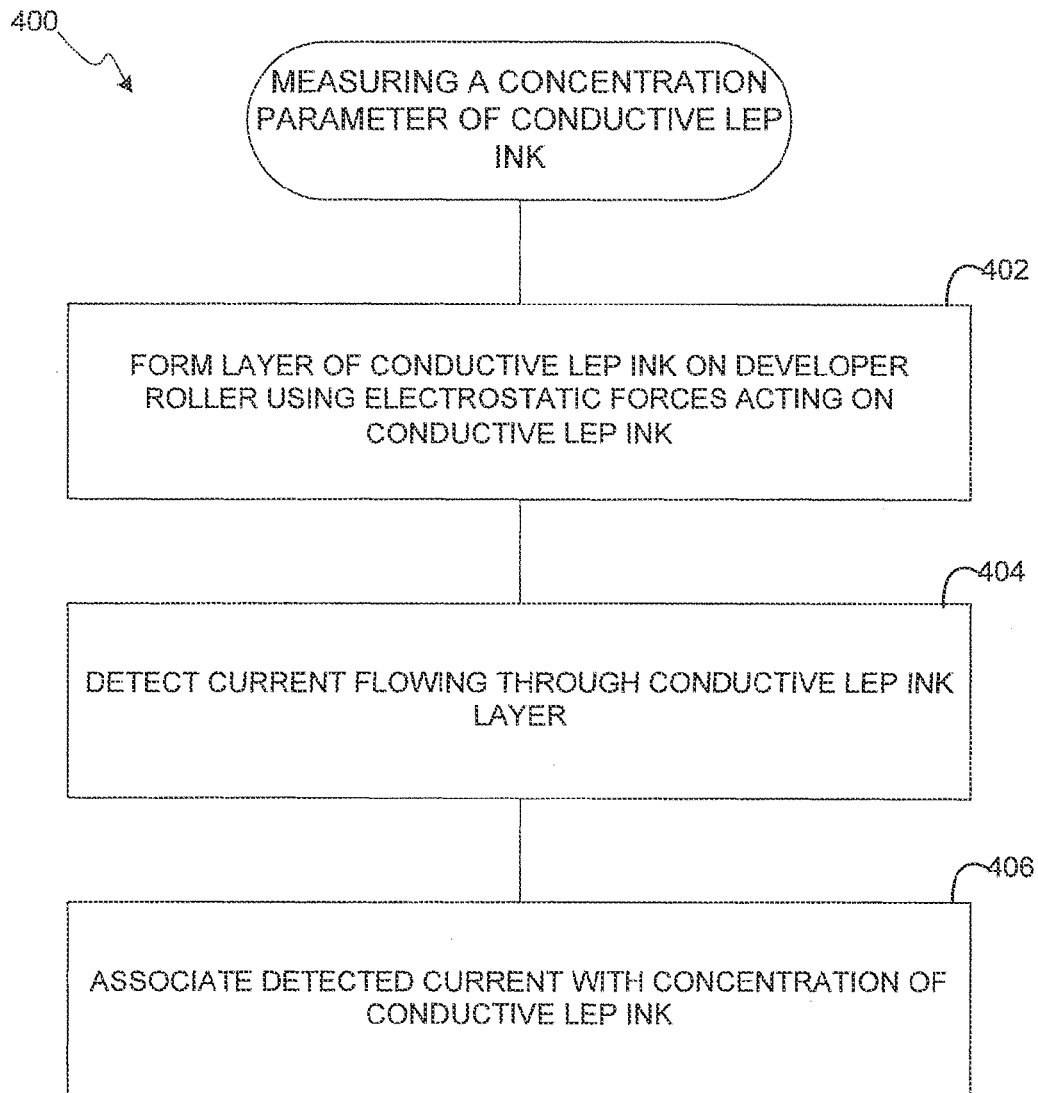 400
MEASURING A CONCENTRATION
PARAMETER OF CONDUCTIVE LEP
INK
402
FORM LAYER OF CONDUCTIVE LEP INK ON DEVELOPER
ROLLER USING ELECTROSTATIC FORCES ACTING ON
CONDUCTIVE LEP INK
404
DETECT CURRENT FLOWING THROUGH CONDUCTIVE LEP INK
LAYER
406
ASSOCIATE DETECTED CURRENT WITH CONCENTRATION OF
CONDUCTIVE LEP INK